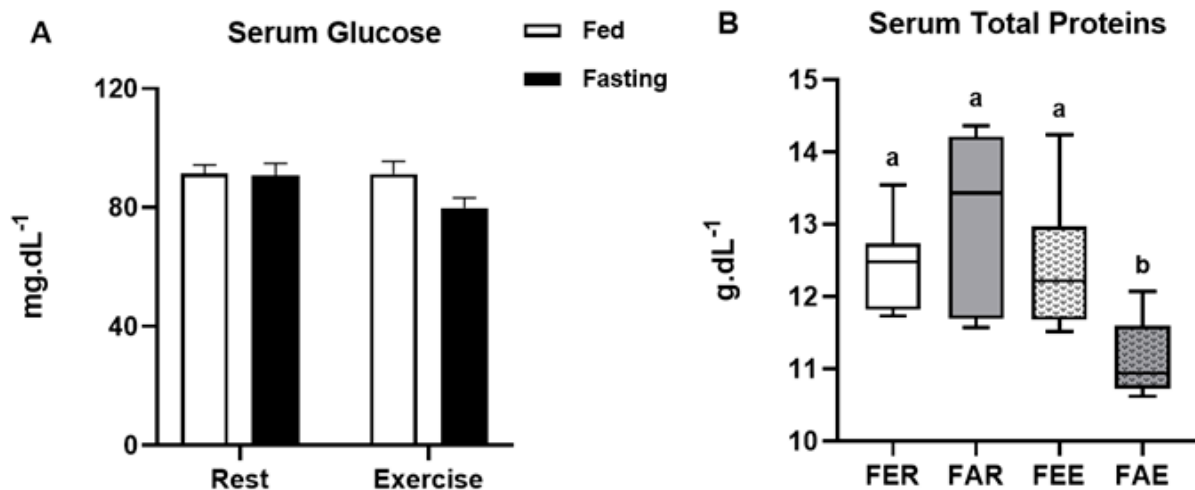 A
Serum Glucose
Fed
Fasting
mg.dL-1
120
80
40
0
Rest
Exercise
B
Serum Total Proteins
g.dL-1
15
14
13
12
11
10
a
a
a
b
FER
FAR
FEE
FAE